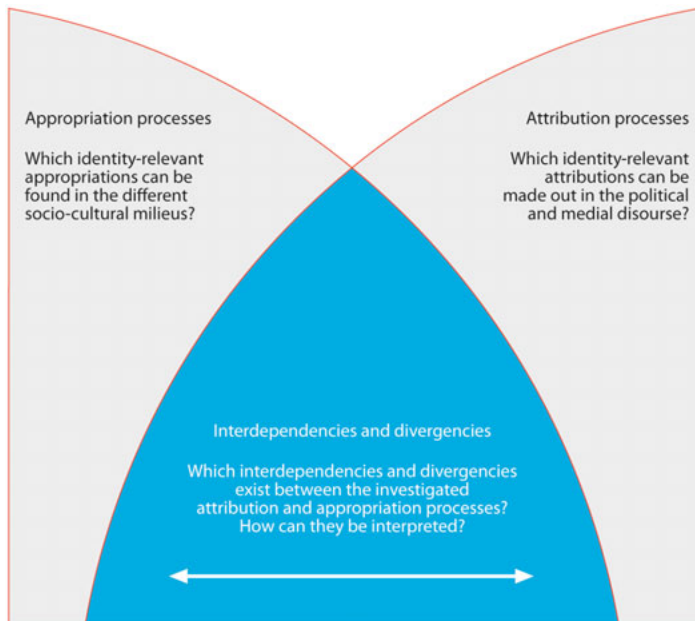 Appropriation processes
Which identity-relevant
appropriations can be
found in the different
socio-cultural milieus?
Attribution processes
Which identity-relevant
attributions can be
made out in the political
and medial disourse?
Interdependencies and divergencies
Which interdependencies and divergencies
exist between the investigated
attribution and appropriation processes?
How can they be interpreted?